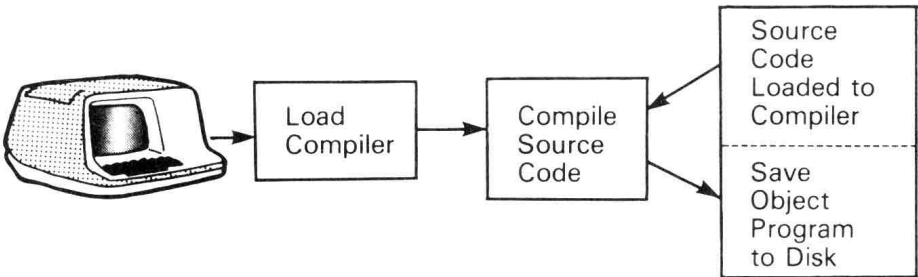 Load
Compiler
Compile
Source
Code
Source
Code
Loaded to
Compiler
Save
Object
Program
to Disk